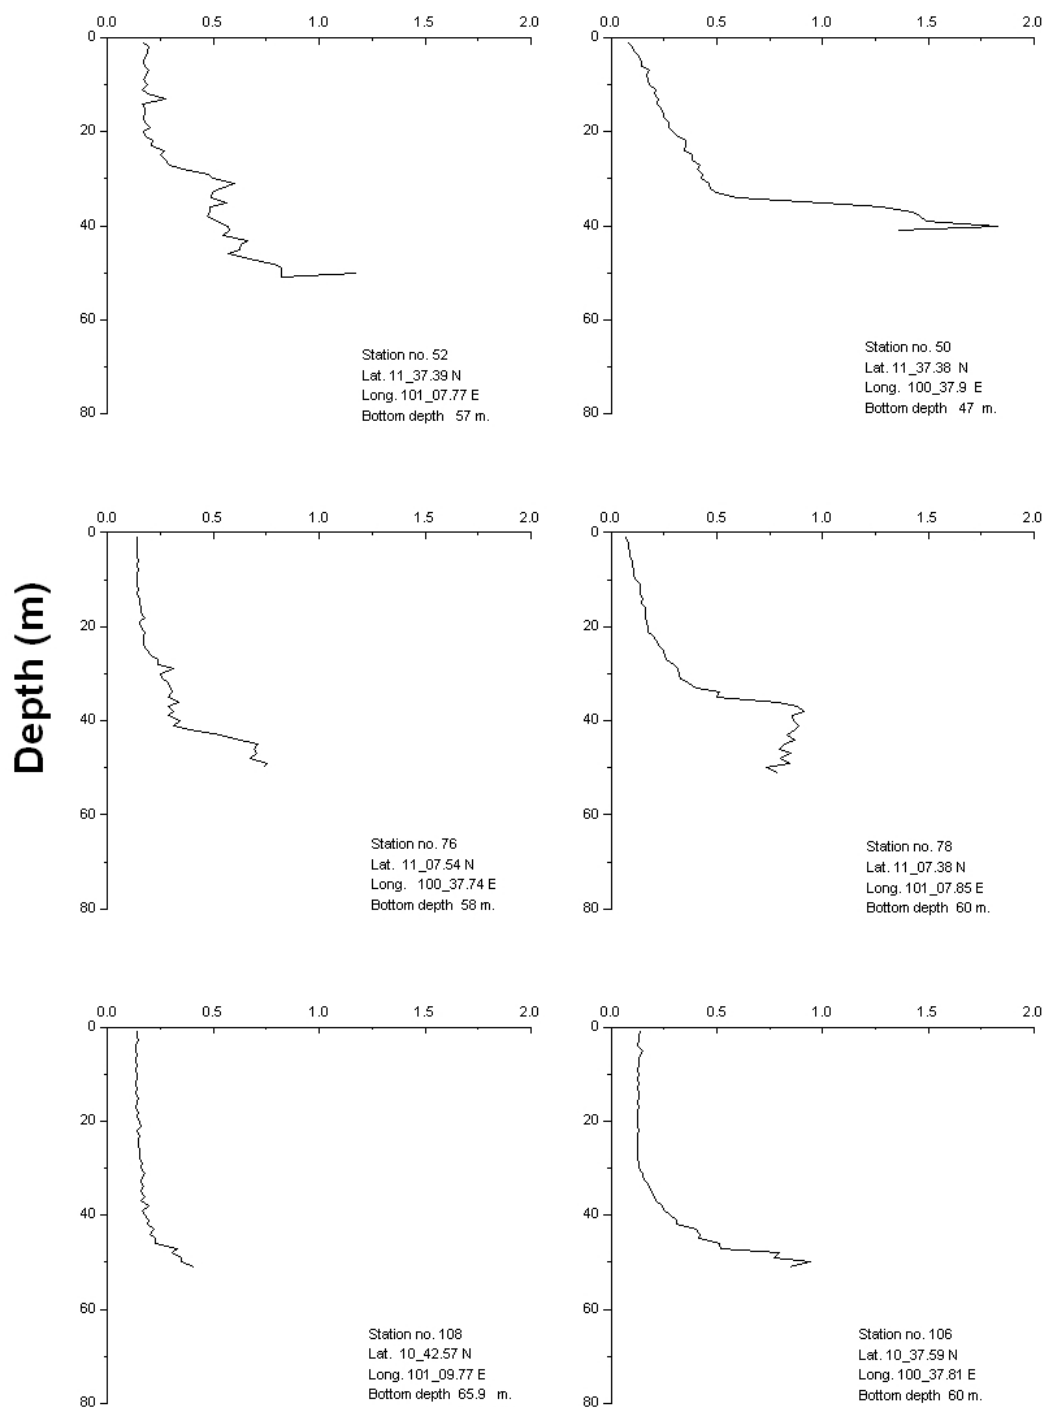 0.0 0.5 1.0 1.5 2.0
0
20
40
60
80
Station no. 52
Lat. 11_37.39 N
Long. 101_07.77 E
Bottom depth 57 m.
0.0 0.5 1.0 1.5 2.0
0
20
40
60
80
Station no. 50
Lat. 11_37.38 N
Long. 100_37.9 E
Bottom depth 47 m.
Depth (m)
0.0 0.5 1.0 1.5 2.0
0
20
40
60
80
Station no. 76
Lat. 11_07.54 N
Long. 100_37.74 E
Bottom depth 58 m.
0.0 0.5 1.0 1.5 2.0
0
20
40
60
80
Station no. 78
Lat. 11_07.38 N
Long. 101_07.85 E
Bottom depth 60 m.
0.0 0.5 1.0 1.5 2.0
0
20
40
60
80
Station no. 108
Lat. 10_42.57 N
Long. 101_09.77 E
Bottom depth 65.9 m.
0.0 0.5 1.0 1.5 2.0
0
20
40
60
80
Station no. 106
Lat. 10_37.59 N
Long. 100_37.81 E
Bottom depth 60 m.